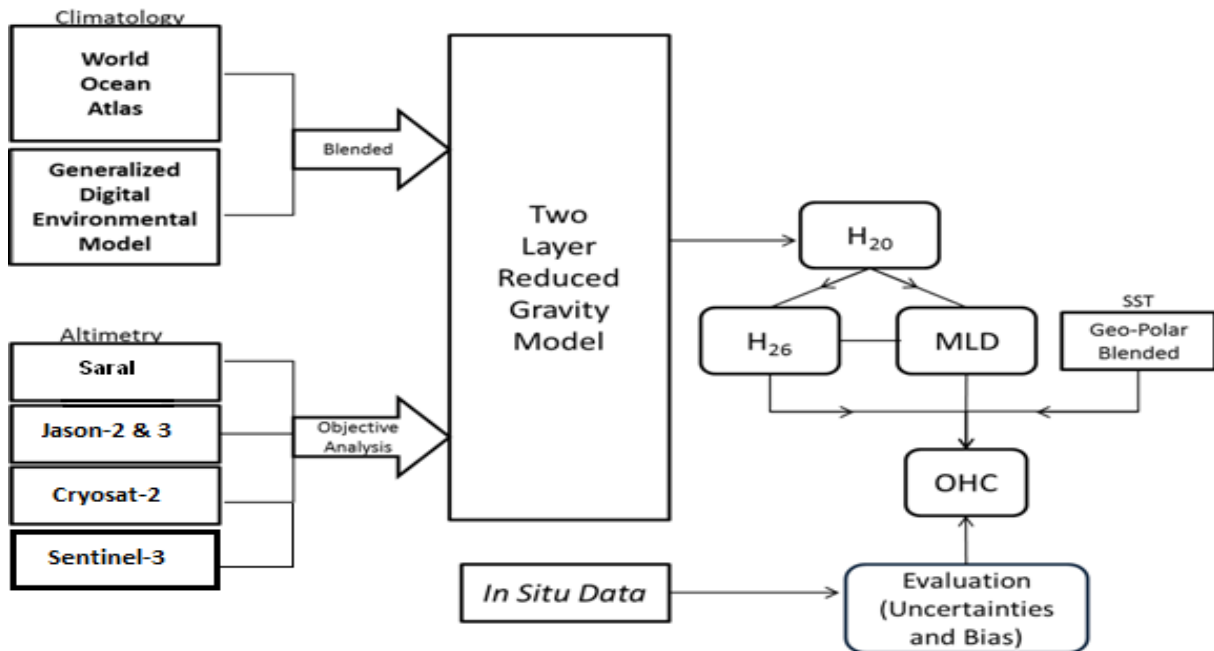 Climatology
World
Ocean
Atlas
Generalized
Digital
Environmental
Model
Blended
Altimetry
Saral
Jason-2 & 3
Cryosat-2
Sentinel-3
Objective
Analysis
Two
Layer
Reduced
Gravity
Model
H₂₀
H₂₆
MLD
SST
Geo-Polar
Blended
OHC
In Situ Data
Evaluation
(Uncertainties
and Bias)